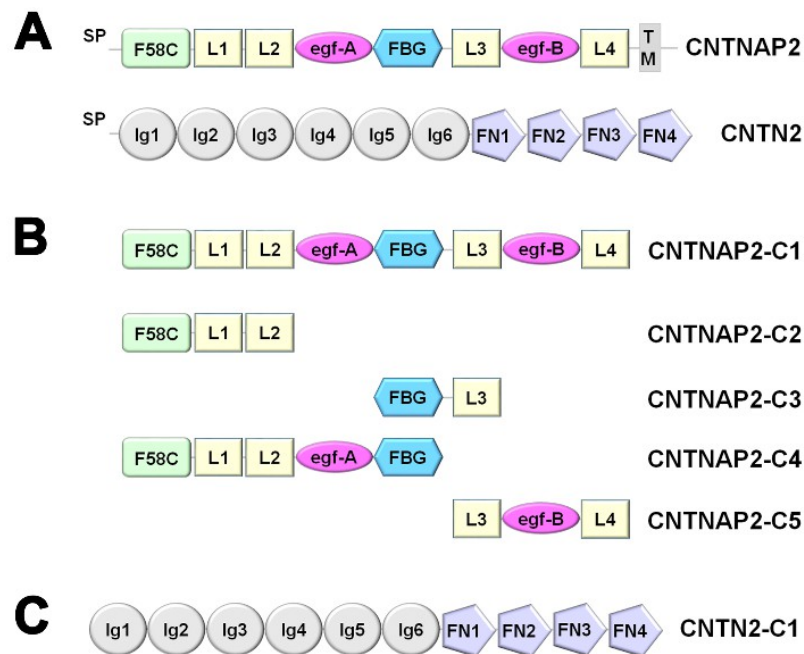 A
SP F58C L1 L2 egf-A FBG L3 egf-B L4 TM CNTNAP2
SP Ig1 Ig2 Ig3 Ig4 Ig5 Ig6 FN1 FN2 FN3 FN4 CNTN2
B
F58C L1 L2 egf-A FBG L3 egf-B L4 CNTNAP2-C1
F58C L1 L2 CNTNAP2-C2
FBG L3 CNTNAP2-C3
F58C L1 L2 egf-A FBG CNTNAP2-C4
L3 egf-B L4 CNTNAP2-C5
C
Ig1 Ig2 Ig3 Ig4 Ig5 Ig6 FN1 FN2 FN3 FN4 CNTN2-C1